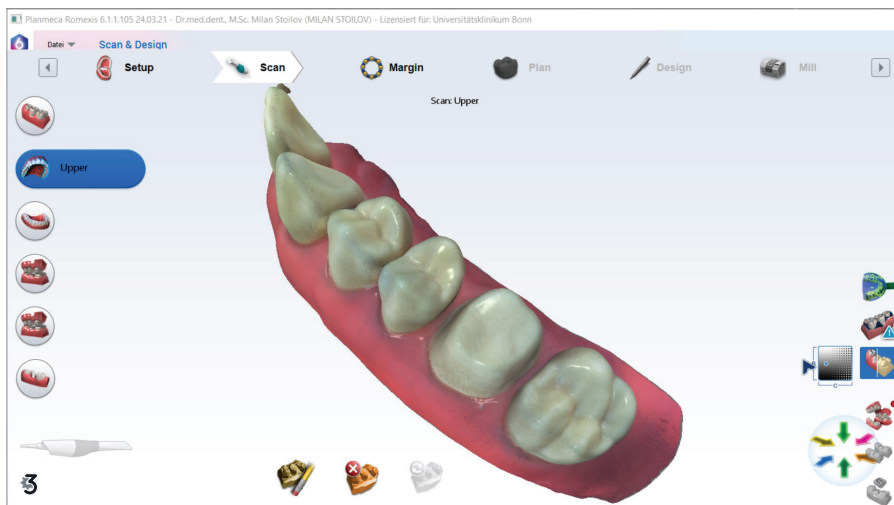 Planmeca Romexis 6.1.1.105 24.03.21 - Dr.med.dent., M.Sc. Milan Stoilov (MILAN STOILOV) - Lizensiert für: Universitätsklinikum Bonn
Datei Scan & Design
Setup Scan Margin Plan Design Mill
Scan: Upper
Upper
B
C
3